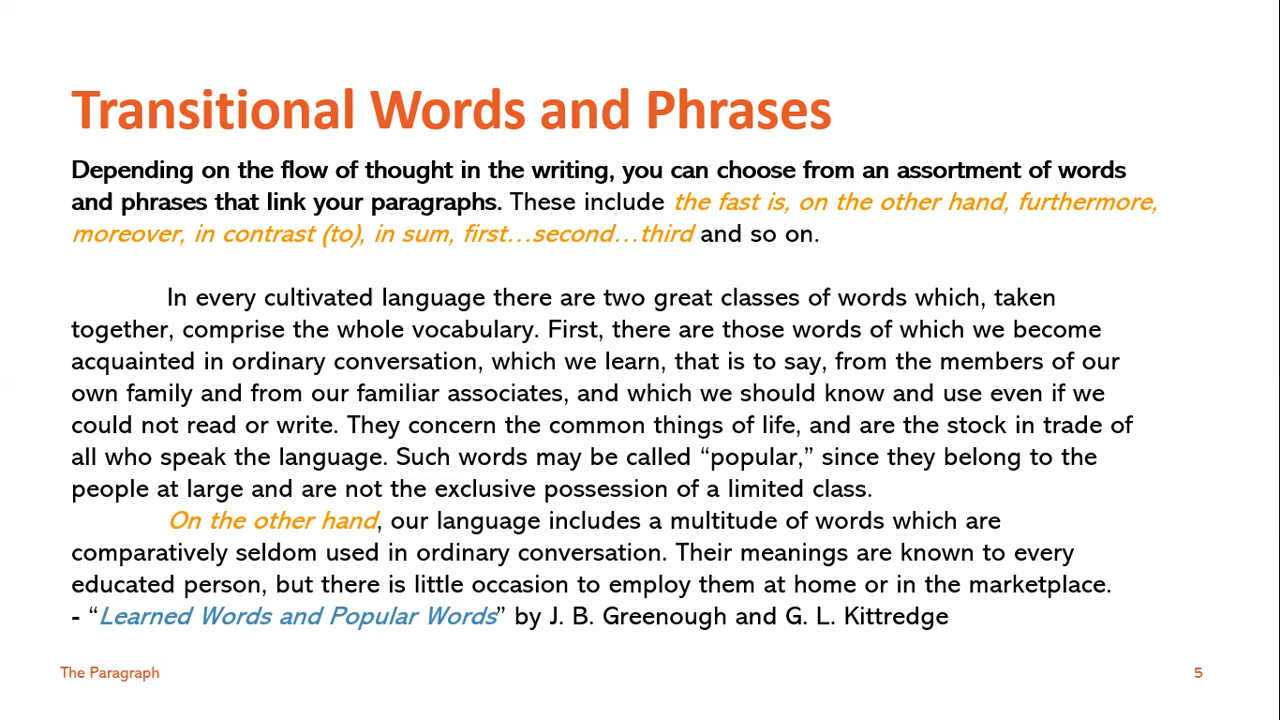 Transitional Words and Phrases
Depending on the flow of thought in the writing, you can choose from an assortment of words
and phrases that link your paragraphs. These include the fast is, on the other hand, furthermore,
moreover, in contrast (to), in sum, first…second…third and so on.
In every cultivated language there are two great classes of words which, taken
together, comprise the whole vocabulary. First, there are those words of which we become
acquainted in ordinary conversation, which we learn, that is to say, from the members of our
own family and from our familiar associates, and which we should know and use even if we
could not read or write. They concern the common things of life, and are the stock in trade of
all who speak the language. Such words may be called “popular,” since they belong to the
people at large and are not the exclusive possession of a limited class.
On the other hand, our language includes a multitude of words which are
comparatively seldom used in ordinary conversation. Their meanings are known to every
educated person, but there is little occasion to employ them at home or in the marketplace.
- “Learned Words and Popular Words” by J. B. Greenough and G. L. Kittredge
The Paragraph
5